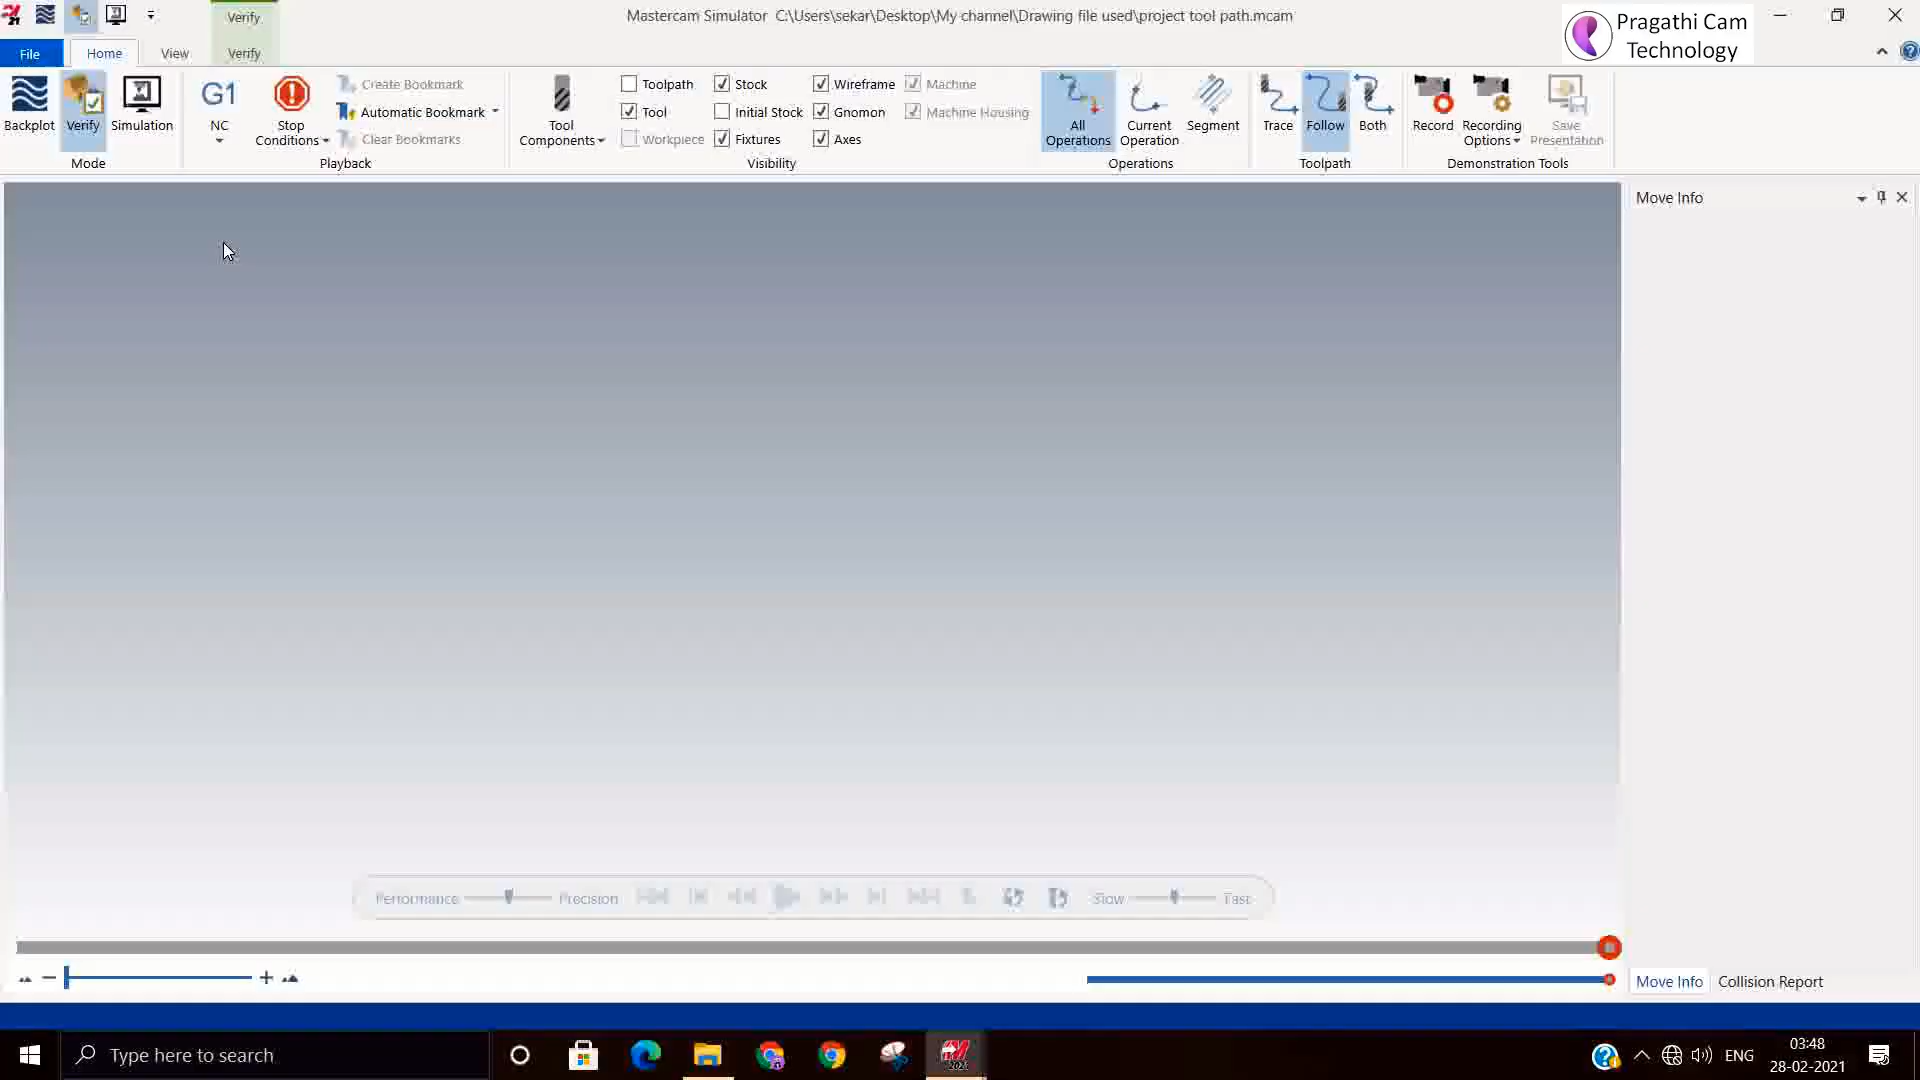 Verify
Mastercam Simulator C:\Users\sekar\Desktop\My channel\Drawing file used\project tool path.mcam
Pragathi Cam
Technology
File
Home
View
Verify
Backplot
Verify
Simulation
Mode
G1
NC
Stop
Conditions
Create Bookmark
Automatic Bookmark
Clear Bookmarks
Playback
Tool
Components
Toolpath
Tool
Workpiece
Stock
Initial Stock
Fixtures
Wireframe
Gnomon
Axes
Machine
Machine Housing
Visibility
All
Operations
Current
Operation
Segment
Operations
Trace
Follow
Both
Toolpath
Record
Recording
Options
Save
Presentation
Demonstration Tools
Move Info
Performance
Precision
Slow
Fast
Move Info
Collision Report
Type here to search
ENG
03:48
28-02-2021